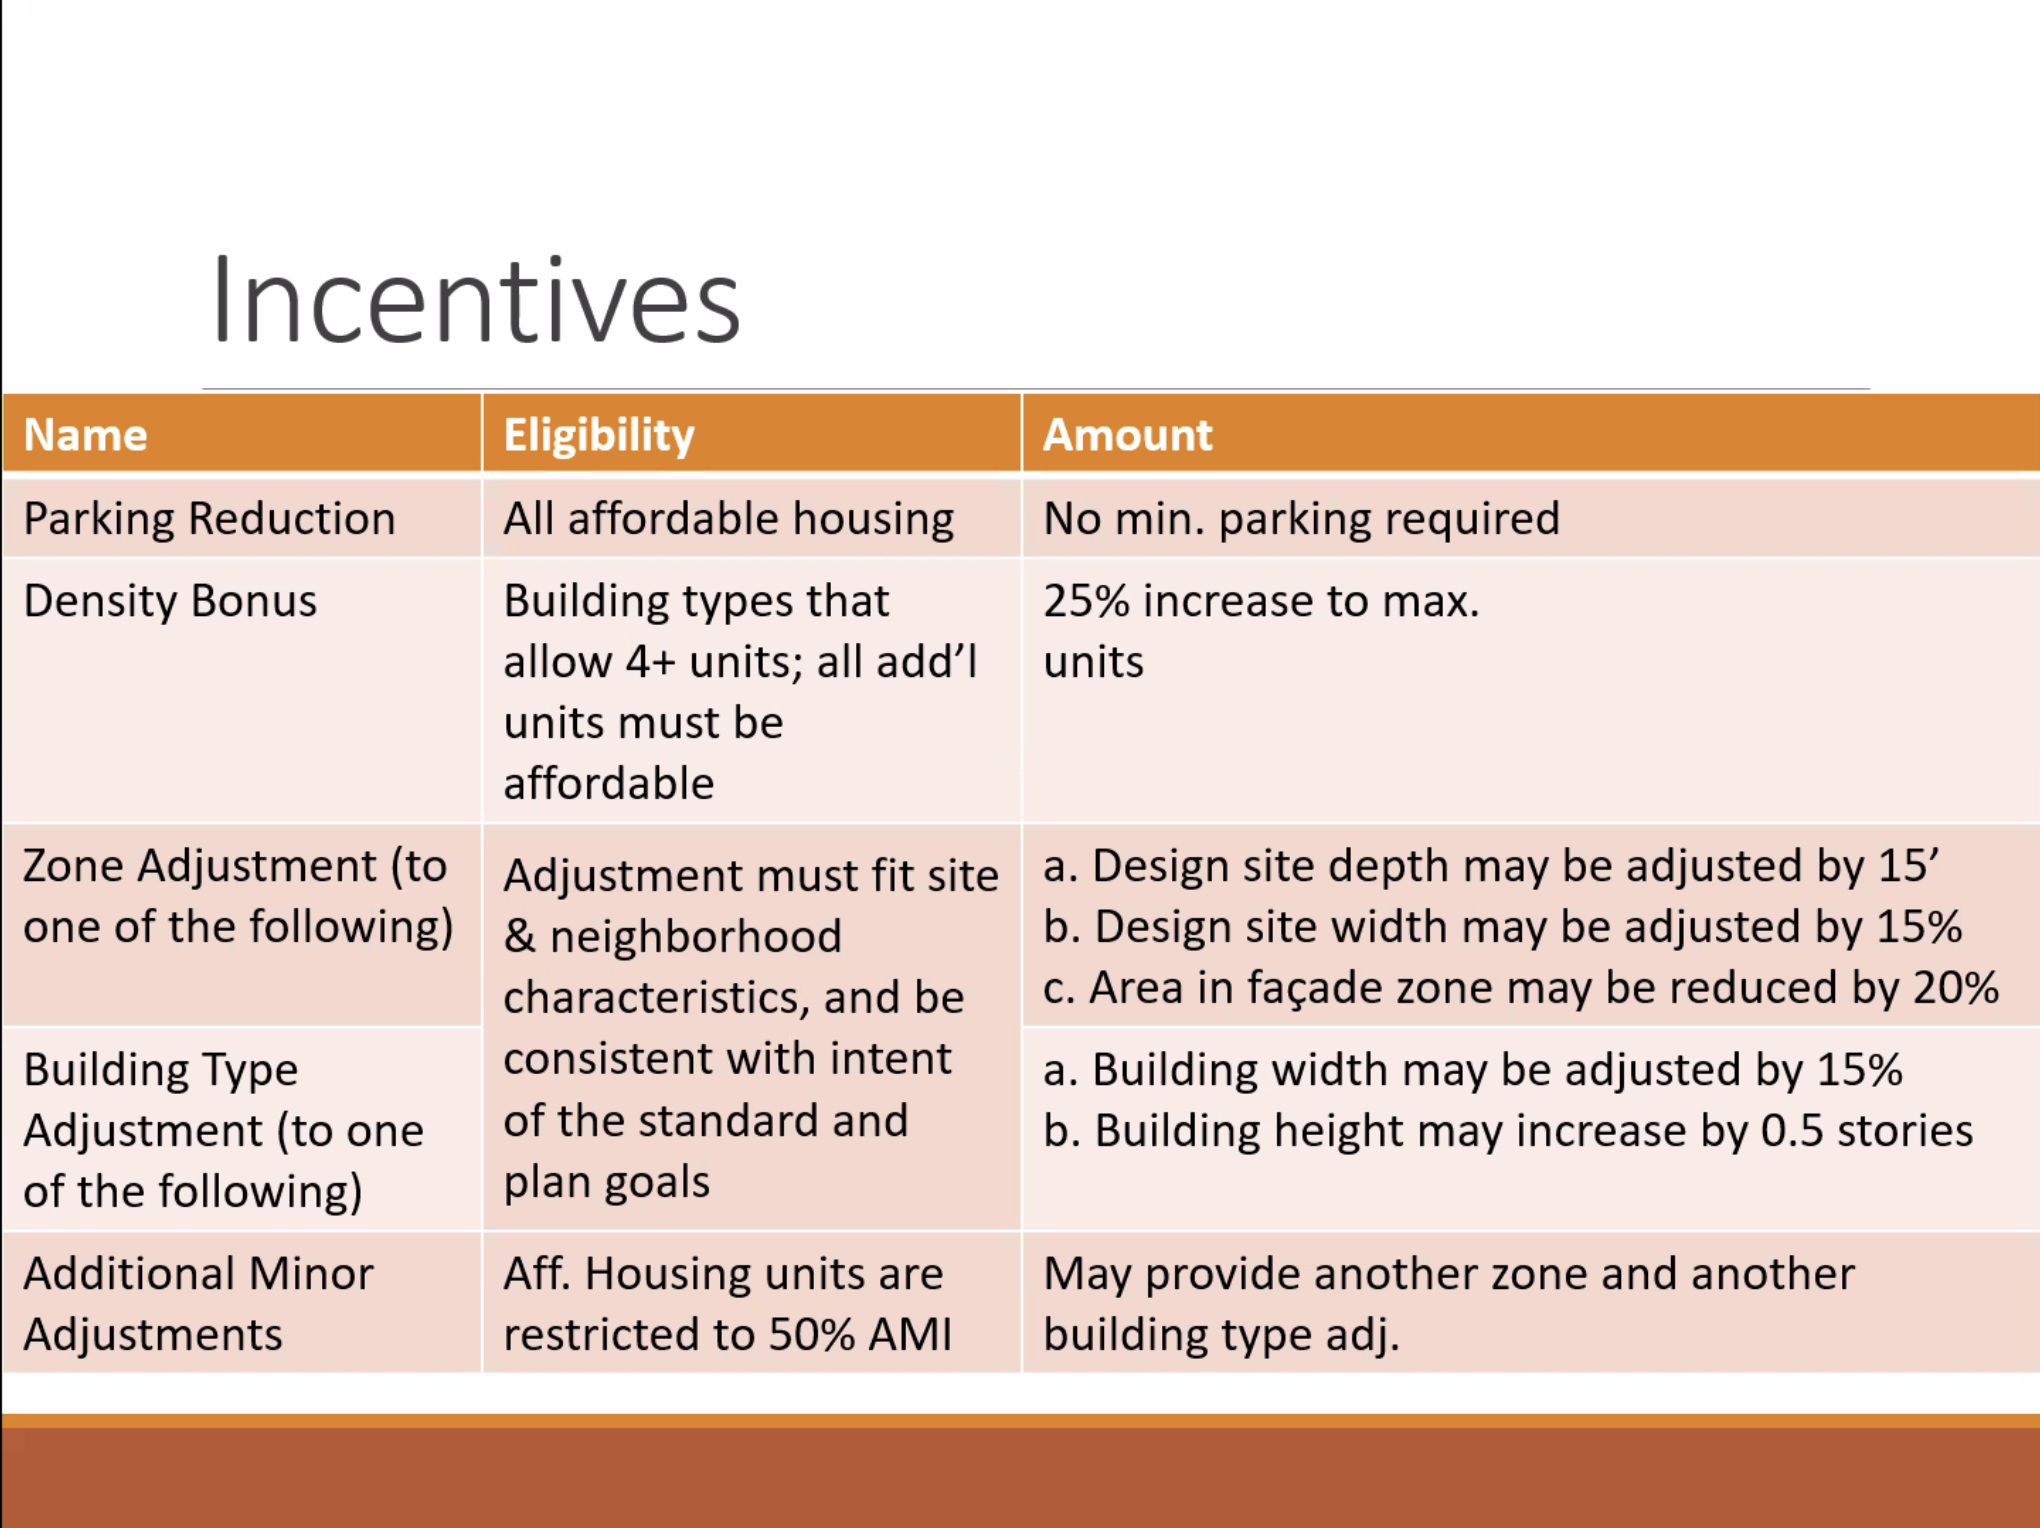 Incentives
Name
Eligibility
Amount
Parking Reduction
All affordable housing
No min. parking required
Density Bonus
Building types that
allow 4+ units; all add’l
units must be
affordable
25% increase to max.
units
Zone Adjustment (to
one of the following)
Adjustment must fit site
& neighborhood
characteristics, and be
consistent with intent
of the standard and
plan goals
a. Design site depth may be adjusted by 15’
b. Design site width may be adjusted by 15%
c. Area in façade zone may be reduced by 20%
Building Type
Adjustment (to one
of the following)
a. Building width may be adjusted by 15%
b. Building height may increase by 0.5 stories
Additional Minor
Adjustments
Aff. Housing units are
restricted to 50% AMI
May provide another zone and another
building type adj.